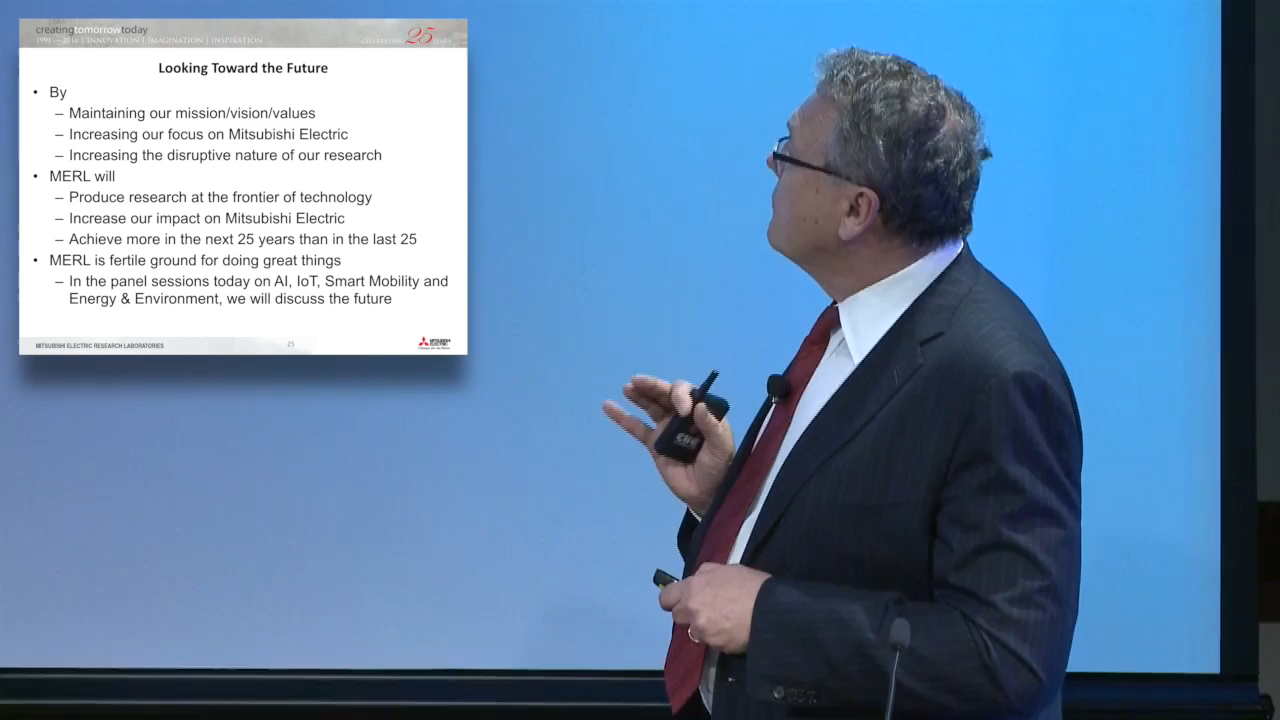 creatingtomorrowtoday
1991 — 2016 | INNOVATION | IMAGINATION | INSPIRATION
CELEBRATING 25 YEARS
Looking Toward the Future
• By
– Maintaining our mission/vision/values
– Increasing our focus on Mitsubishi Electric
– Increasing the disruptive nature of our research
• MERL will
– Produce research at the frontier of technology
– Increase our impact on Mitsubishi Electric
– Achieve more in the next 25 years than in the last 25
• MERL is fertile ground for doing great things
– In the panel sessions today on AI, IoT, Smart Mobility and
Energy & Environment, we will discuss the future
MITSUBISHI ELECTRIC RESEARCH LABORATORIES
25
MITSUBISHI
ELECTRIC